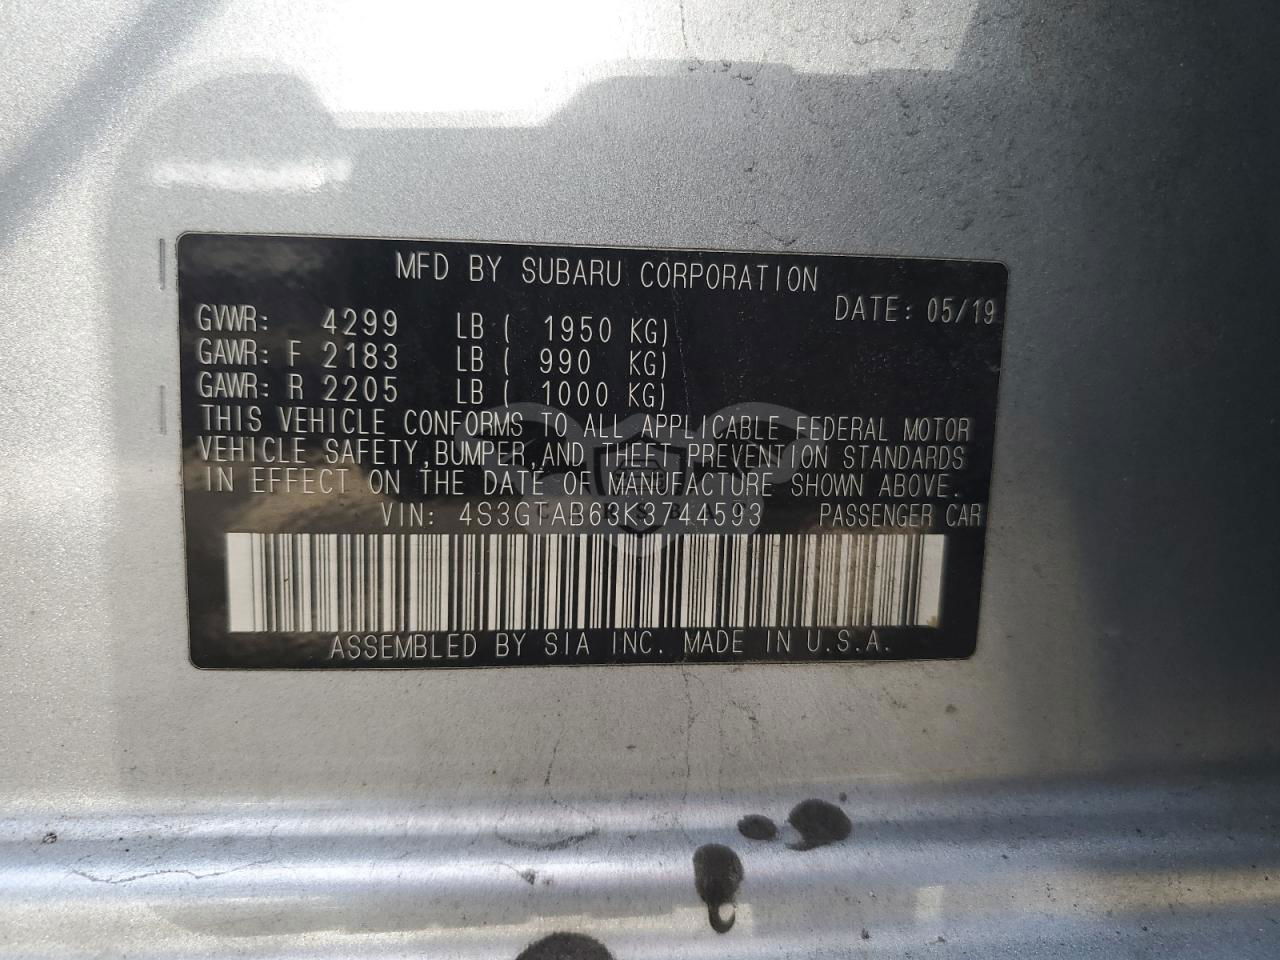 MFD BY SUBARU CORPORATION
DATE: 05/19
GVWR: 4299 LB ( 1950 KG)
GAWR: F 2183 LB ( 990 KG)
GAWR: R 2205 LB ( 1000 KG)
THIS VEHICLE CONFORMS TO ALL APPLICABLE FEDERAL MOTOR
VEHICLE SAFETY,BUMPER,AND THEFT PREVENTION STANDARDS
IN EFFECT ON THE DATE OF MANUFACTURE SHOWN ABOVE.
VIN: 4S3GTAB63K3744593 PASSENGER CAR
ASSEMBLED BY SIA INC. MADE IN U.S.A.